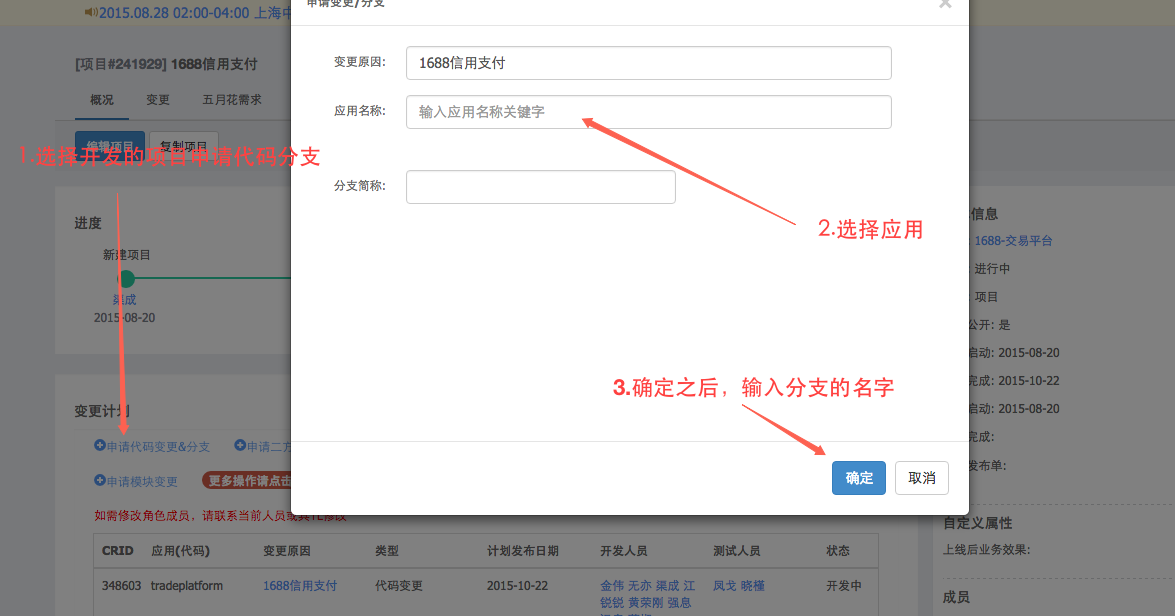 2015.08.28 02:00-04:00 上海中
申请变更/分支
×
[项目#241929] 1688信用支付
概况 变更 五月花需求
编辑项目 复制项目
1.选择开发的项目申请代码分支
变更原因: 1688信用支付
应用名称: 输入应用名称关键字
分支简称:
2.选择应用
3.确定之后，输入分支的名字
确定 取消
进度
新建项目
渠成
2015-08-20
变更计划
申请代码变更&分支 申请二方
申请模块变更 更多操作请点击
如需修改角色成员，请联系当前人员或其他修改
CRID 应用(代码) 变更原因 类型 计划发布日期 开发人员 测试人员 状态
348603 tradeplatform 1688信用支付 代码变更 2015-10-22 金伟 无亦 渠成 江 凤戈 晓槿 开发中
锐锐 黄荣刚 强息
信息
1688-交易平台
进行中
项目
公开: 是
启动: 2015-08-20
完成: 2015-10-22
启动: 2015-08-20
完成:
发布单:
自定义属性
上线后业务效果:
成员